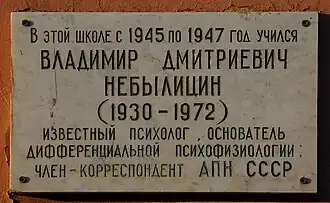 В ЭТОЙ ШКОЛЕ С 1945 ПО 1947 ГОД УЧИЛСЯ
ВЛАДИМИР ДМИТРИЕВИЧ
НЕБЫЛИЦИН
(1930-1972)
ИЗВЕСТНЫЙ ПСИХОЛОГ, ОСНОВАТЕЛЬ
ДИФФЕРЕНЦИАЛЬНОЙ ПСИХОФИЗИОЛОГИИ;
ЧЛЕН-КОРРЕСПОНДЕНТ АПН СССР